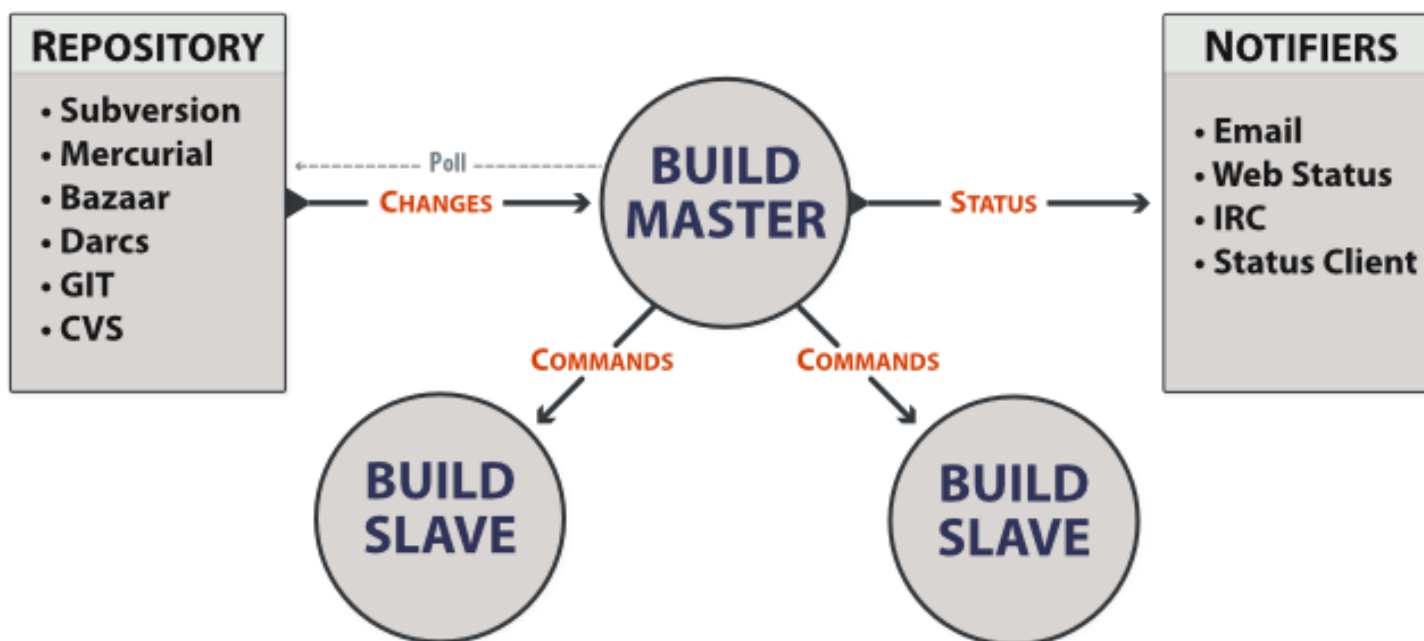 REPOSITORY
• Subversion
• Mercurial
• Bazaar
• Darcs
• GIT
• CVS
Poll
CHANGES
BUILD
MASTER
STATUS
NOTIFIERS
• Email
• Web Status
• IRC
• Status Client
COMMANDS
COMMANDS
BUILD
SLAVE
BUILD
SLAVE